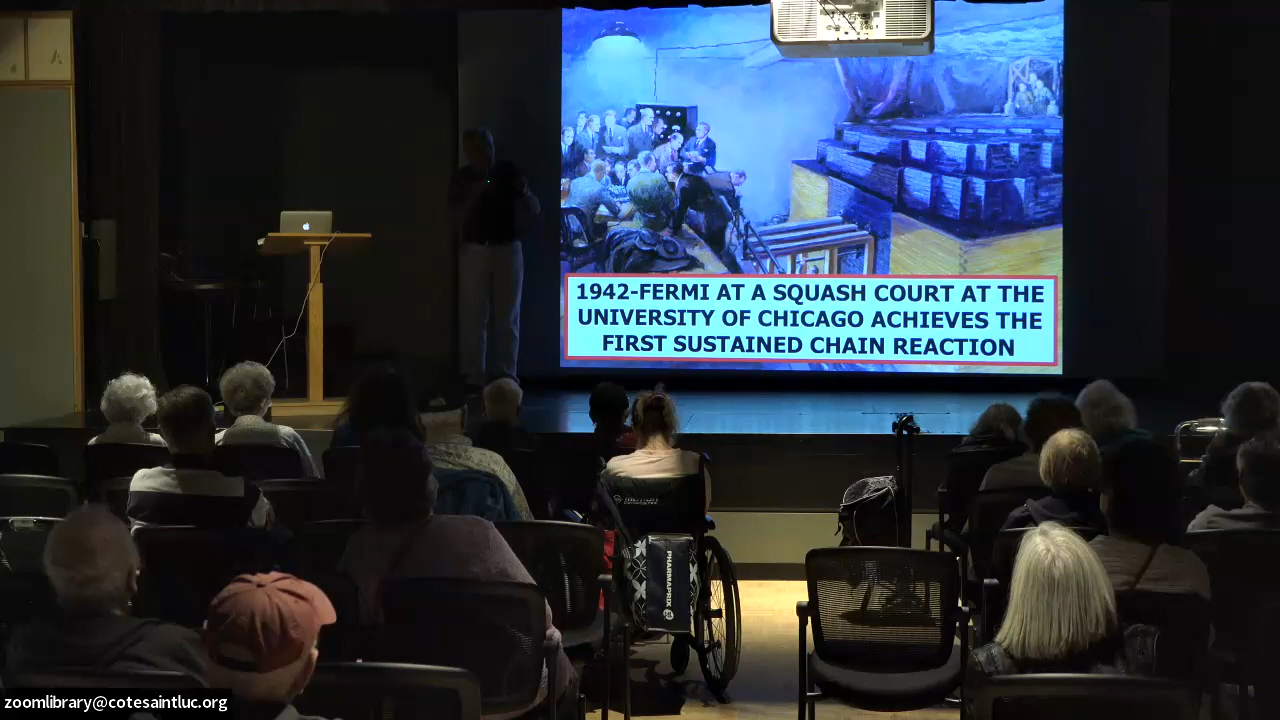 1942-FERMI AT A SQUASH COURT AT THE
UNIVERSITY OF CHICAGO ACHIEVES THE
FIRST SUSTAINED CHAIN REACTION
PHARMAPRIX
zoomlibrary@cotesaintluc.org